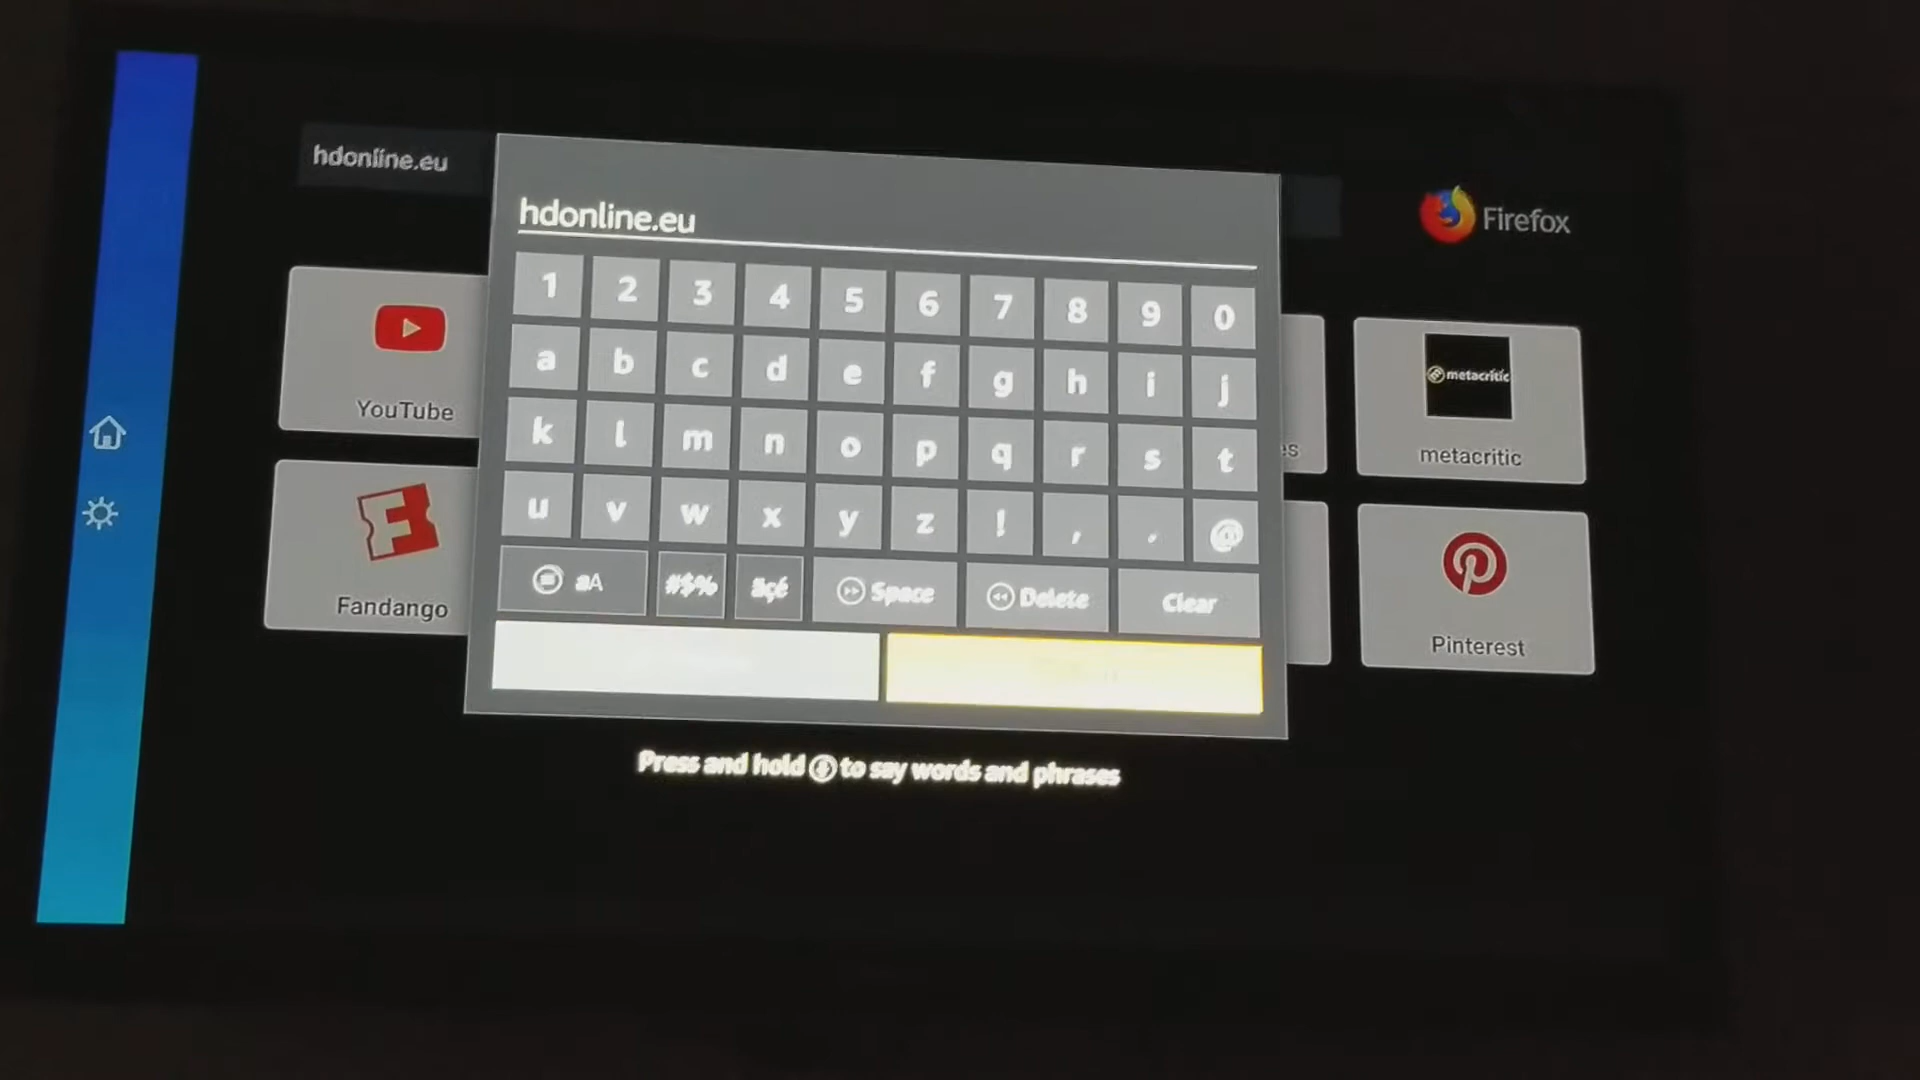 hdonline.eu
hdonline.eu
Firefox
1 2 3 4 5 6 7 8 9 0
a b c d e f g h i j
k l m n o p q r s t
u v w x y z ! , . @
aA #$% äçé Space Delete Clear
YouTube
es
metacritic
metacritic
Fandango
Pinterest
Press and hold to say words and phrases